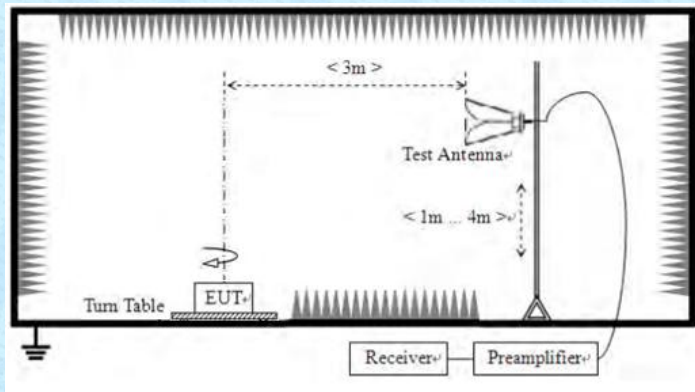 < 3m >
Test Antenna
< 1m ... 4m >
EUT
Turn Table
Receiver
Preamplifier